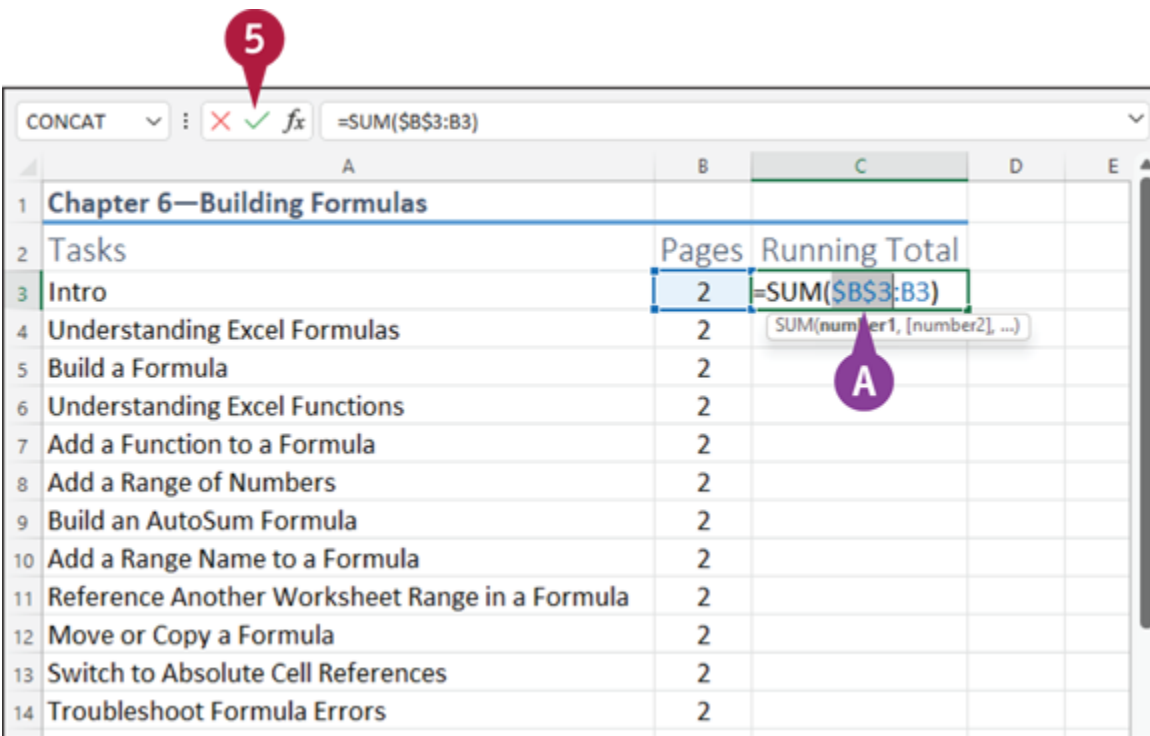 5
CONCAT fx =SUM($B$3:B3)
A B C D E
1 Chapter 6—Building Formulas
2 Tasks Pages Running Total
3 Intro 2 =SUM($B$3:B3)
4 Understanding Excel Formulas 2
SUM(number1, [number2], ...)
5 Build a Formula 2
A
6 Understanding Excel Functions 2
7 Add a Function to a Formula 2
8 Add a Range of Numbers 2
9 Build an AutoSum Formula 2
10 Add a Range Name to a Formula 2
11 Reference Another Worksheet Range in a Formula 2
12 Move or Copy a Formula 2
13 Switch to Absolute Cell References 2
14 Troubleshoot Formula Errors 2